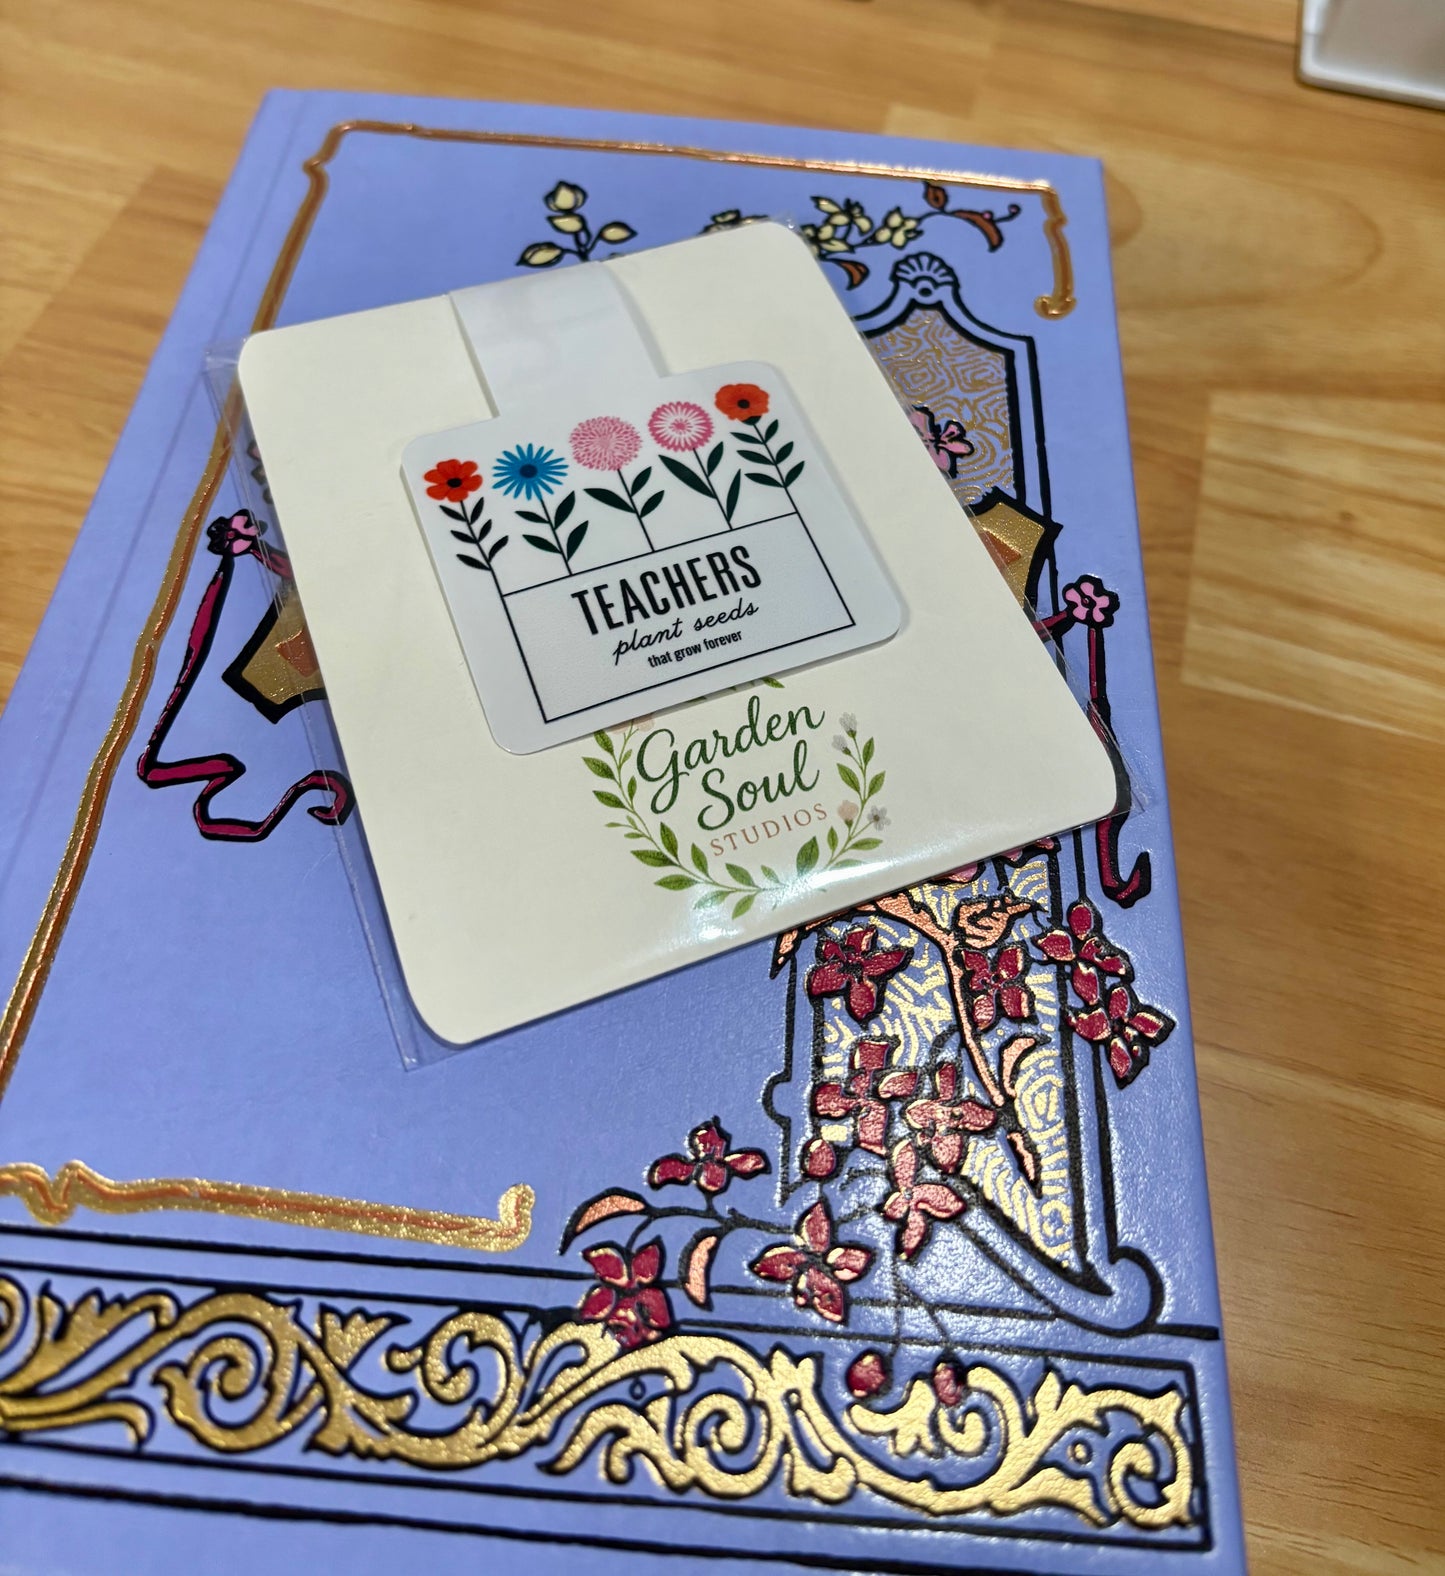 TEACHERS
plant seeds
that grow forever
Garden
Soul
STUDIOS